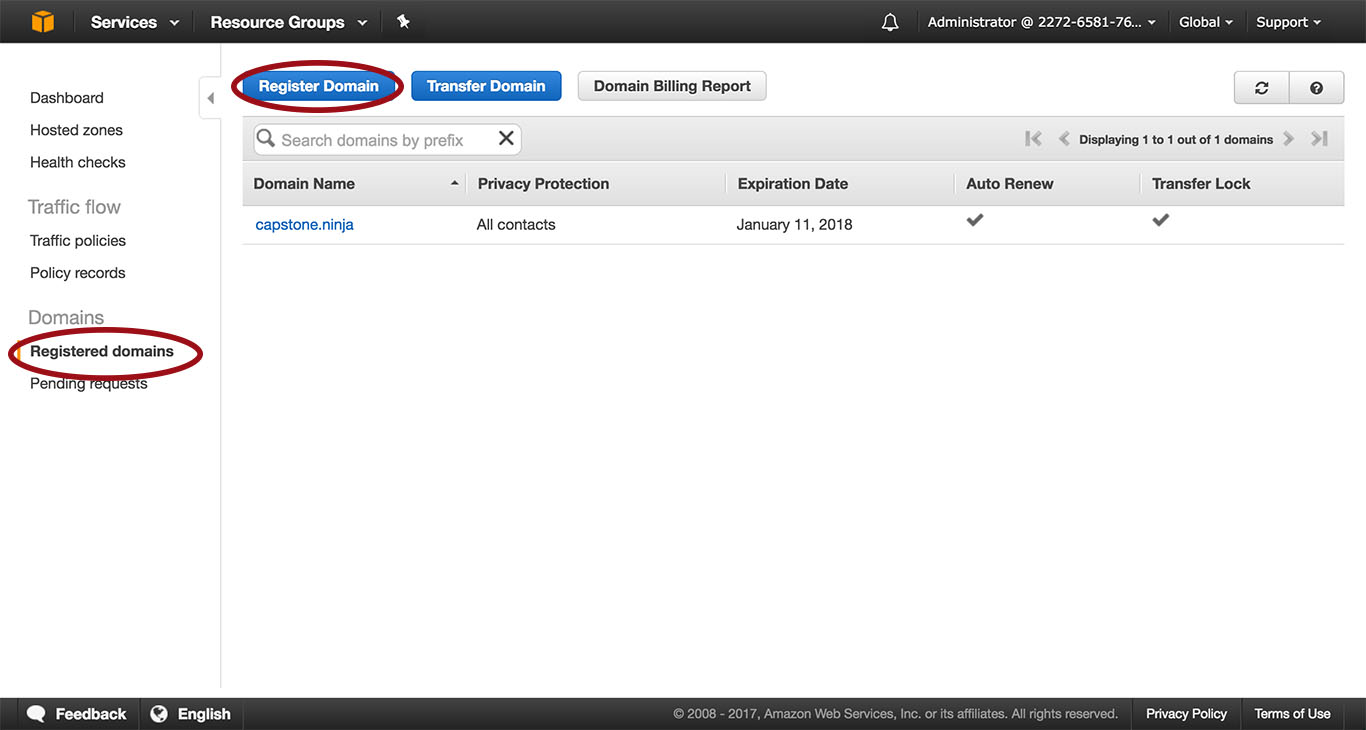 Services Resource Groups Administrator @ 2272-6581-76... Global Support
Dashboard
Hosted zones
Health checks
Traffic flow
Traffic policies
Policy records
Domains
Registered domains
Pending requests
Register Domain Transfer Domain Domain Billing Report
Search domains by prefix Displaying 1 to 1 out of 1 domains
Domain Name Privacy Protection Expiration Date Auto Renew Transfer Lock
capstone.ninja All contacts January 11, 2018
Feedback English © 2008 - 2017, Amazon Web Services, Inc. or its affiliates. All rights reserved. Privacy Policy Terms of Use